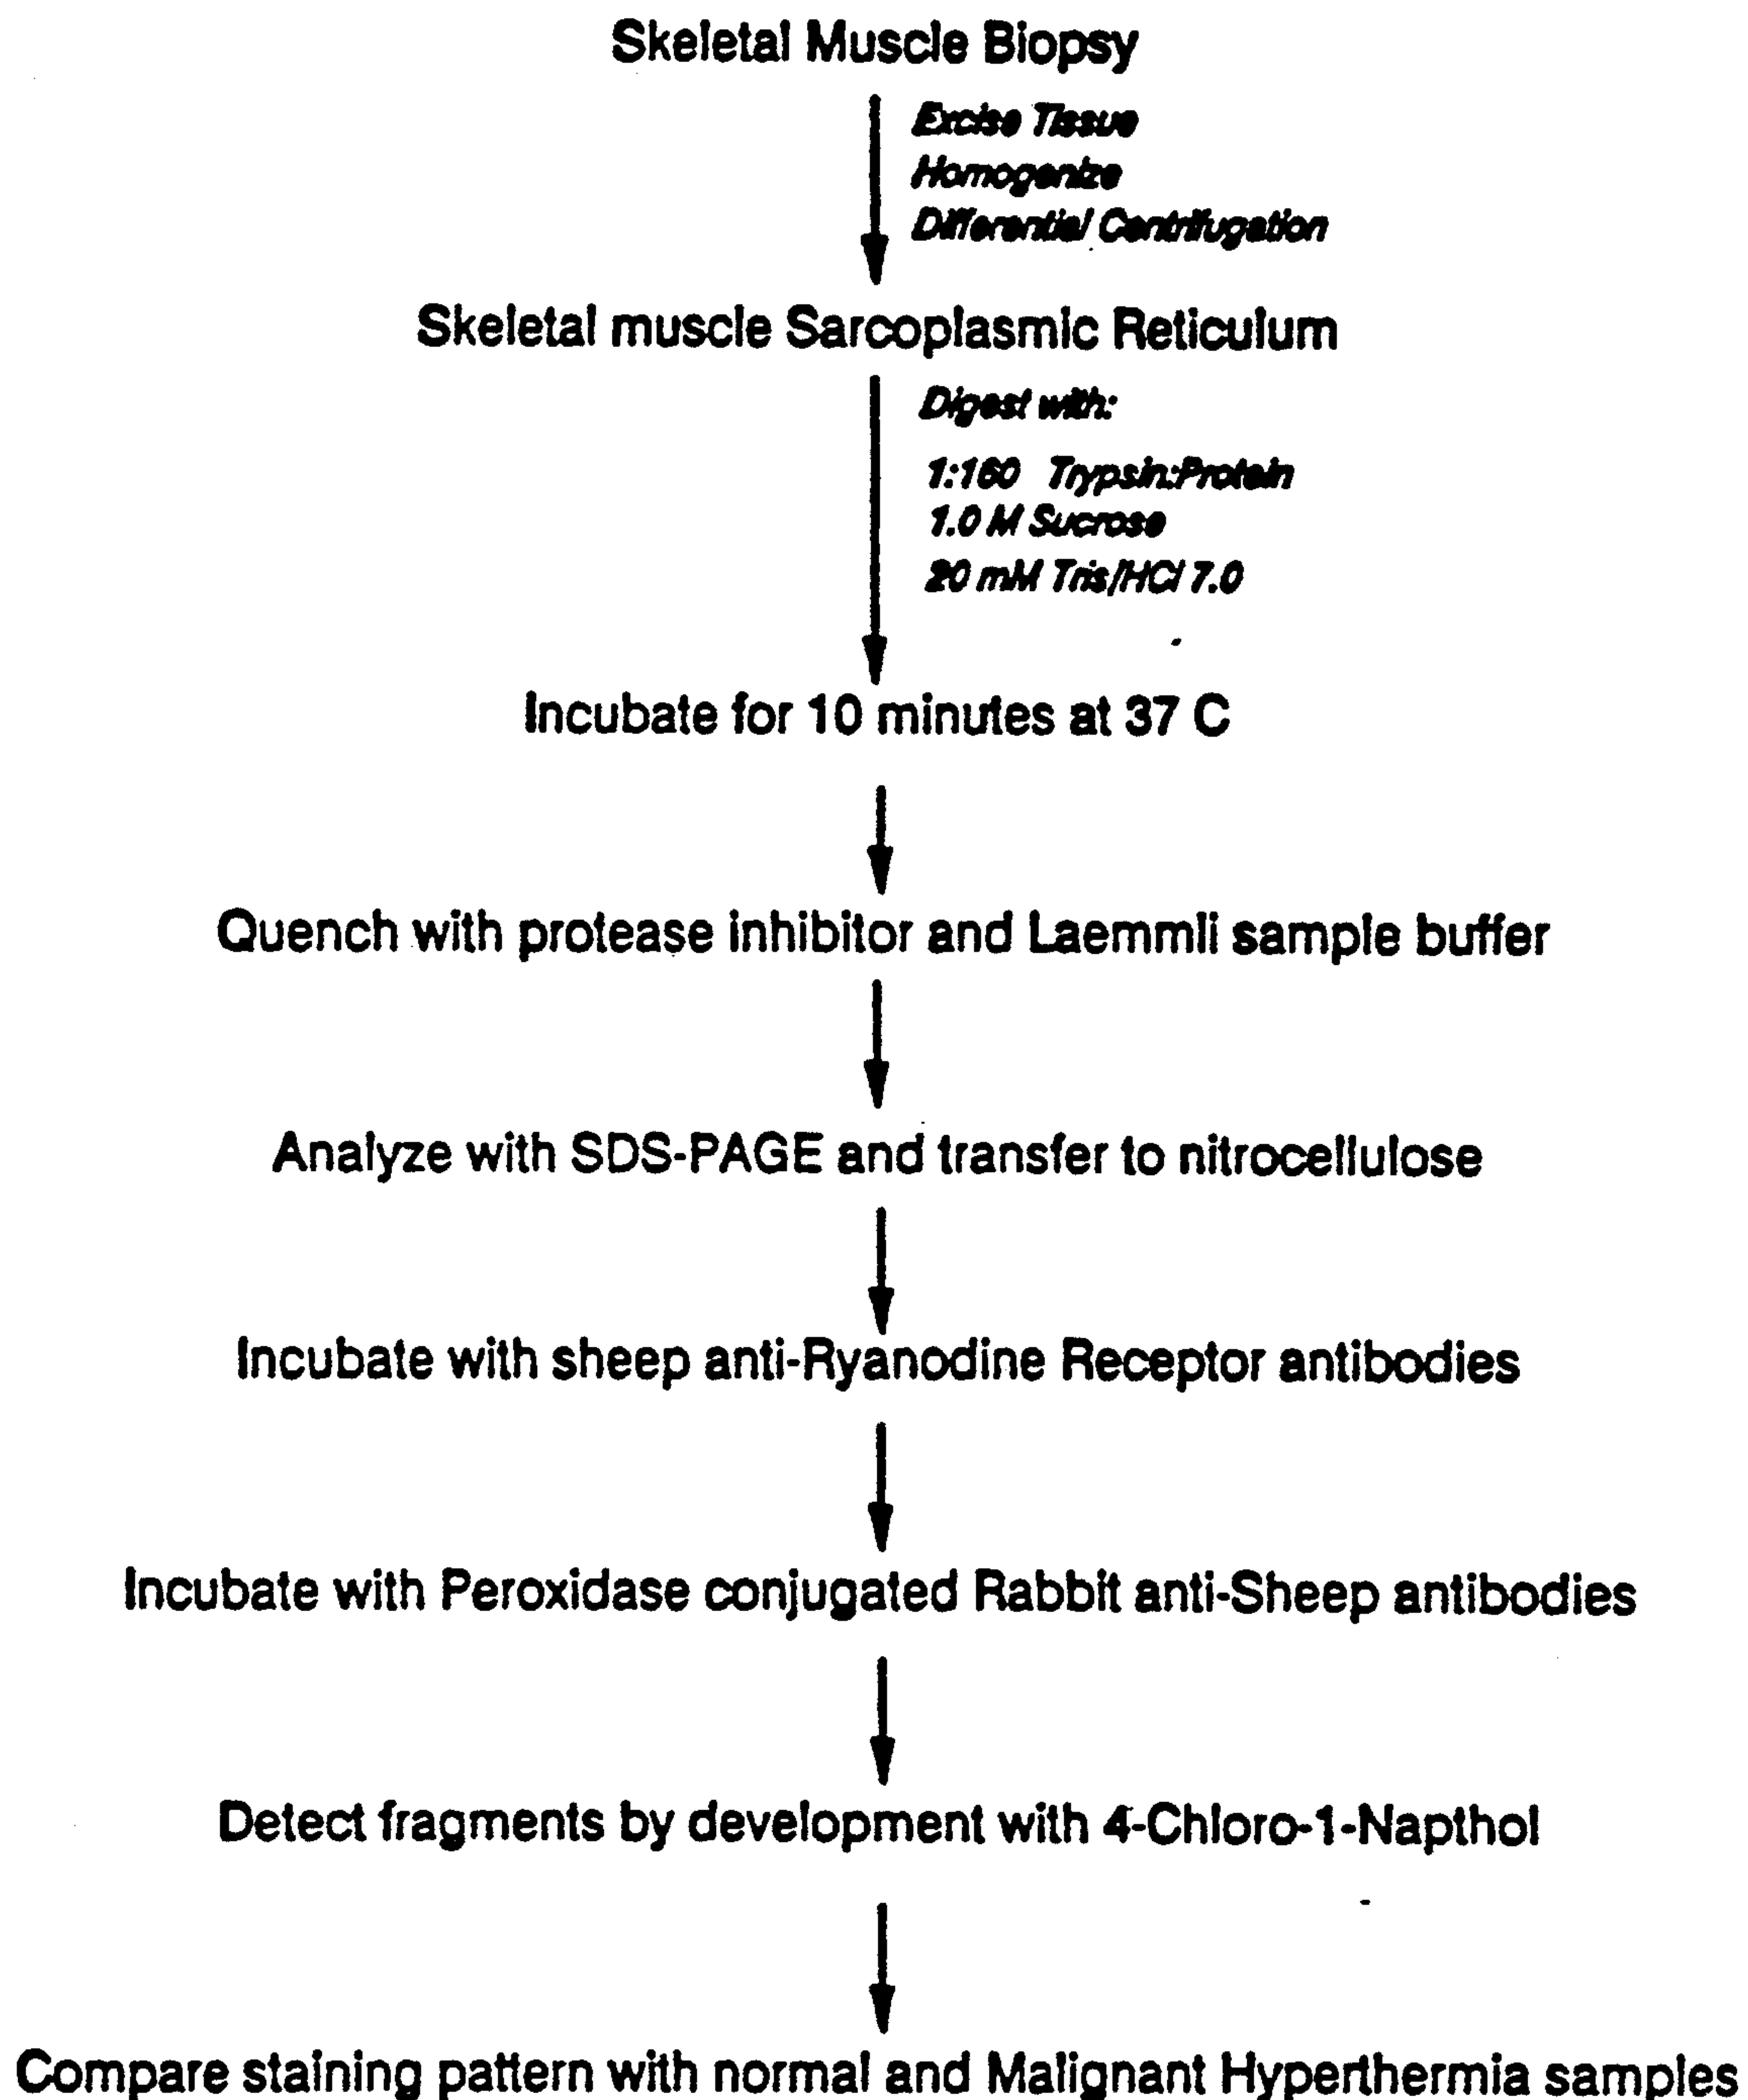 Skeletal Muscle Biopsy
Excise Tissue
Homogenize
Differential Centrifugation
Skeletal muscle Sarcoplasmic Reticulum
Digest with:
1:160 Trypsin:Protein
1.0 M Sucrose
20 mM Tris/HCl 7.0
Incubate for 10 minutes at 37 C
Quench with protease inhibitor and Laemmli sample buffer
Analyze with SDS-PAGE and transfer to nitrocellulose
Incubate with sheep anti-Ryanodine Receptor antibodies
Incubate with Peroxidase conjugated Rabbit anti-Sheep antibodies
Detect fragments by development with 4-Chloro-1-Napthol
Compare staining pattern with normal and Malignant Hyperthermia samples